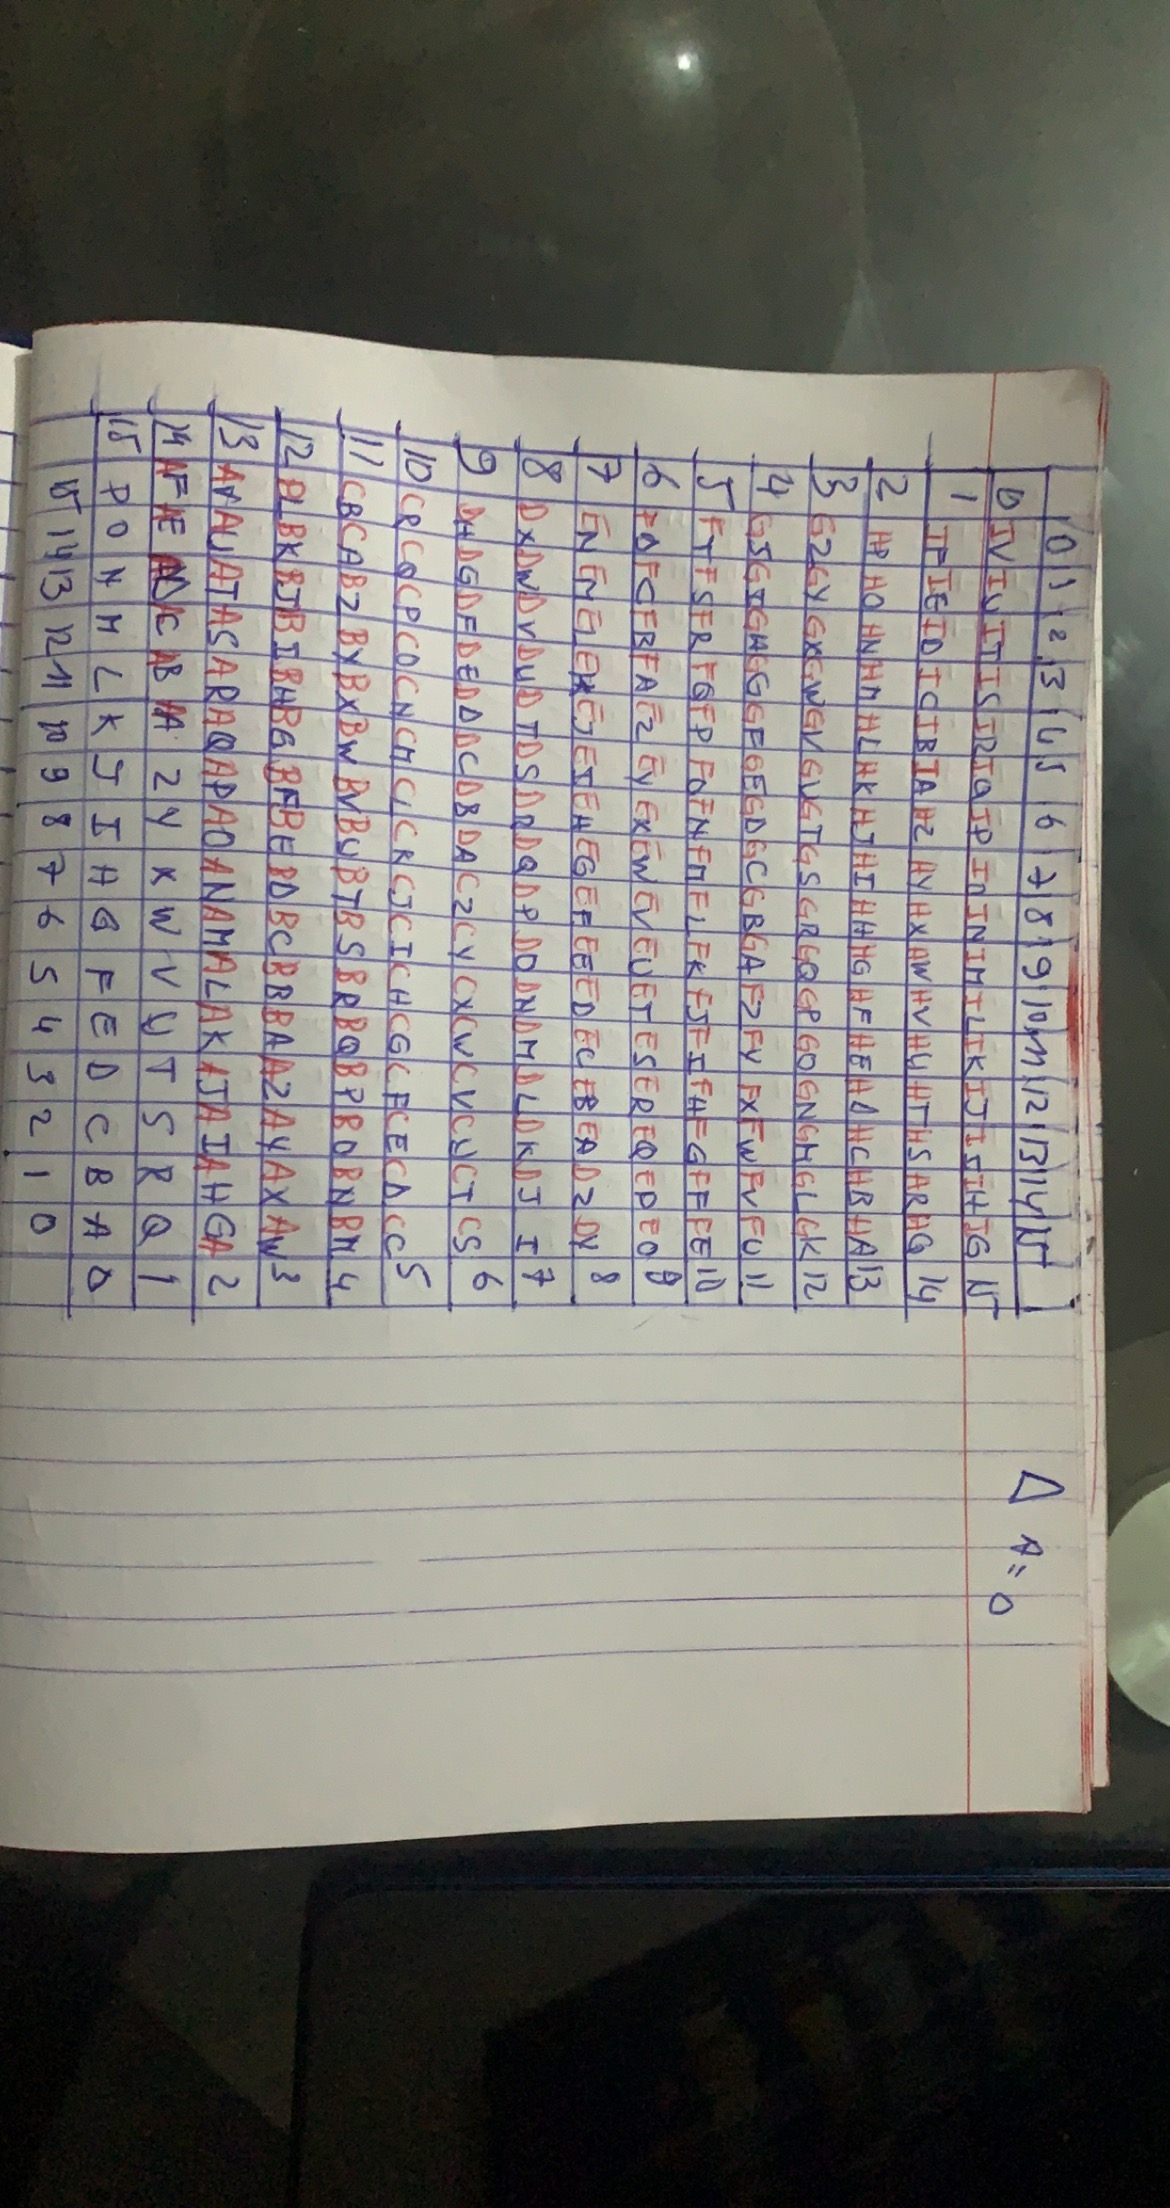 0 1 2 3 4 5 6 7 8 9 10 11 12 13 14 15
0 IV IU IT IS IR IQ IP IO IN IM IL IK IJ II IH IG 15
1 IF IE ID IC IB IA HZ HY HX HW HV HU HT HS HR HQ 14
2 HP HO HN HM HL HK HJ HI HH HG HF HE HD HC HB HA 13
3 GZ GY GX GW GV GU GT GS GR GQ GP GO GN GM GL GK 12
4 GJ GI GH GG GF GE GD GC GB GA FZ FY FX FW FV FU 11
5 FT FS FR FQ FP FO FN FM FL FK FJ FI FH FG FF FE 10
6 FD FC FB FA EZ EY EX EW EV EU ET ES ER EQ EP EO 9
7 EN EM EL EK EJ EI EH EG EF EE ED EC EB EA DZ DY 8
8 DX DW DV DU DT DS DR DQ DP DO DN DM DL DK DJ I 7
9 DH DG DF DE DD DC DB DA CZ CY CX CW CV CU CT CS 6
10 CR CQ CP CO CN CM CL CK CJ CI CH CG CF CE CD CC 5
11 CB CA BZ BY BX BW BV BU BT BS BR BQ BP BO BN BM 4
12 BL BK BJ BI BH BG BF BE BD BC BB BA AZ AY AX AW 3
13 AV AU AT AS AR AQ AP AO AN AM AL AK AJ AI AH GA 2
14 AF AE AD AC AB AA Z Y X W V U T S R Q 1
15 P O N M L K J I H G F E D C B A 0
15 14 13 12 11 10 9 8 7 6 5 4 3 2 1 0
Δ A = 0